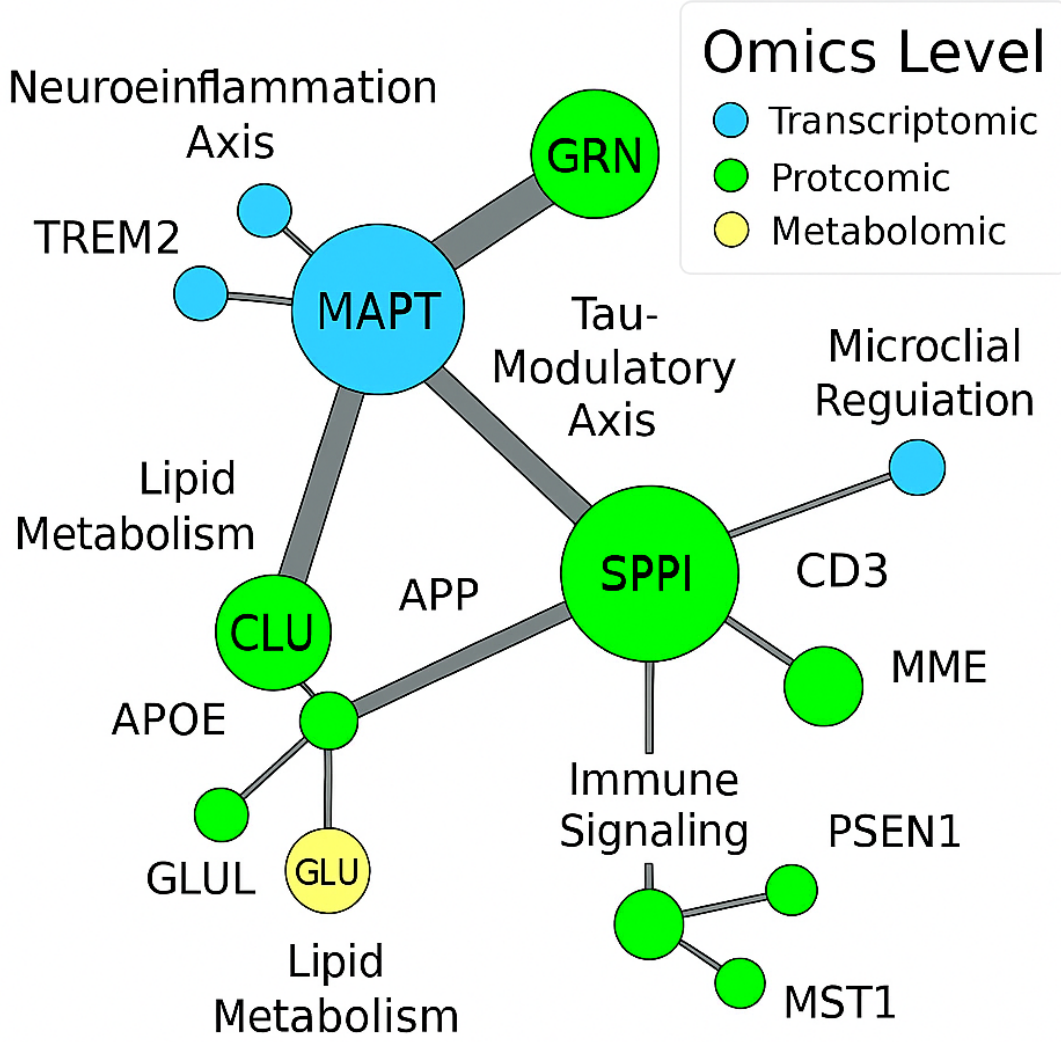 Omics Level
Transcriptomic
Protcomic
Metabolomic
Neuroeinflammation
Axis
GRN
TREM2
MAPT
Tau-
Modulatory
Axis
Microclial
Reguiation
Lipid
Metabolism
SPPI
CD3
APP
CLU
MME
APOE
Immune
Signaling
PSEN1
GLUL
GLU
Lipid
Metabolism
MST1